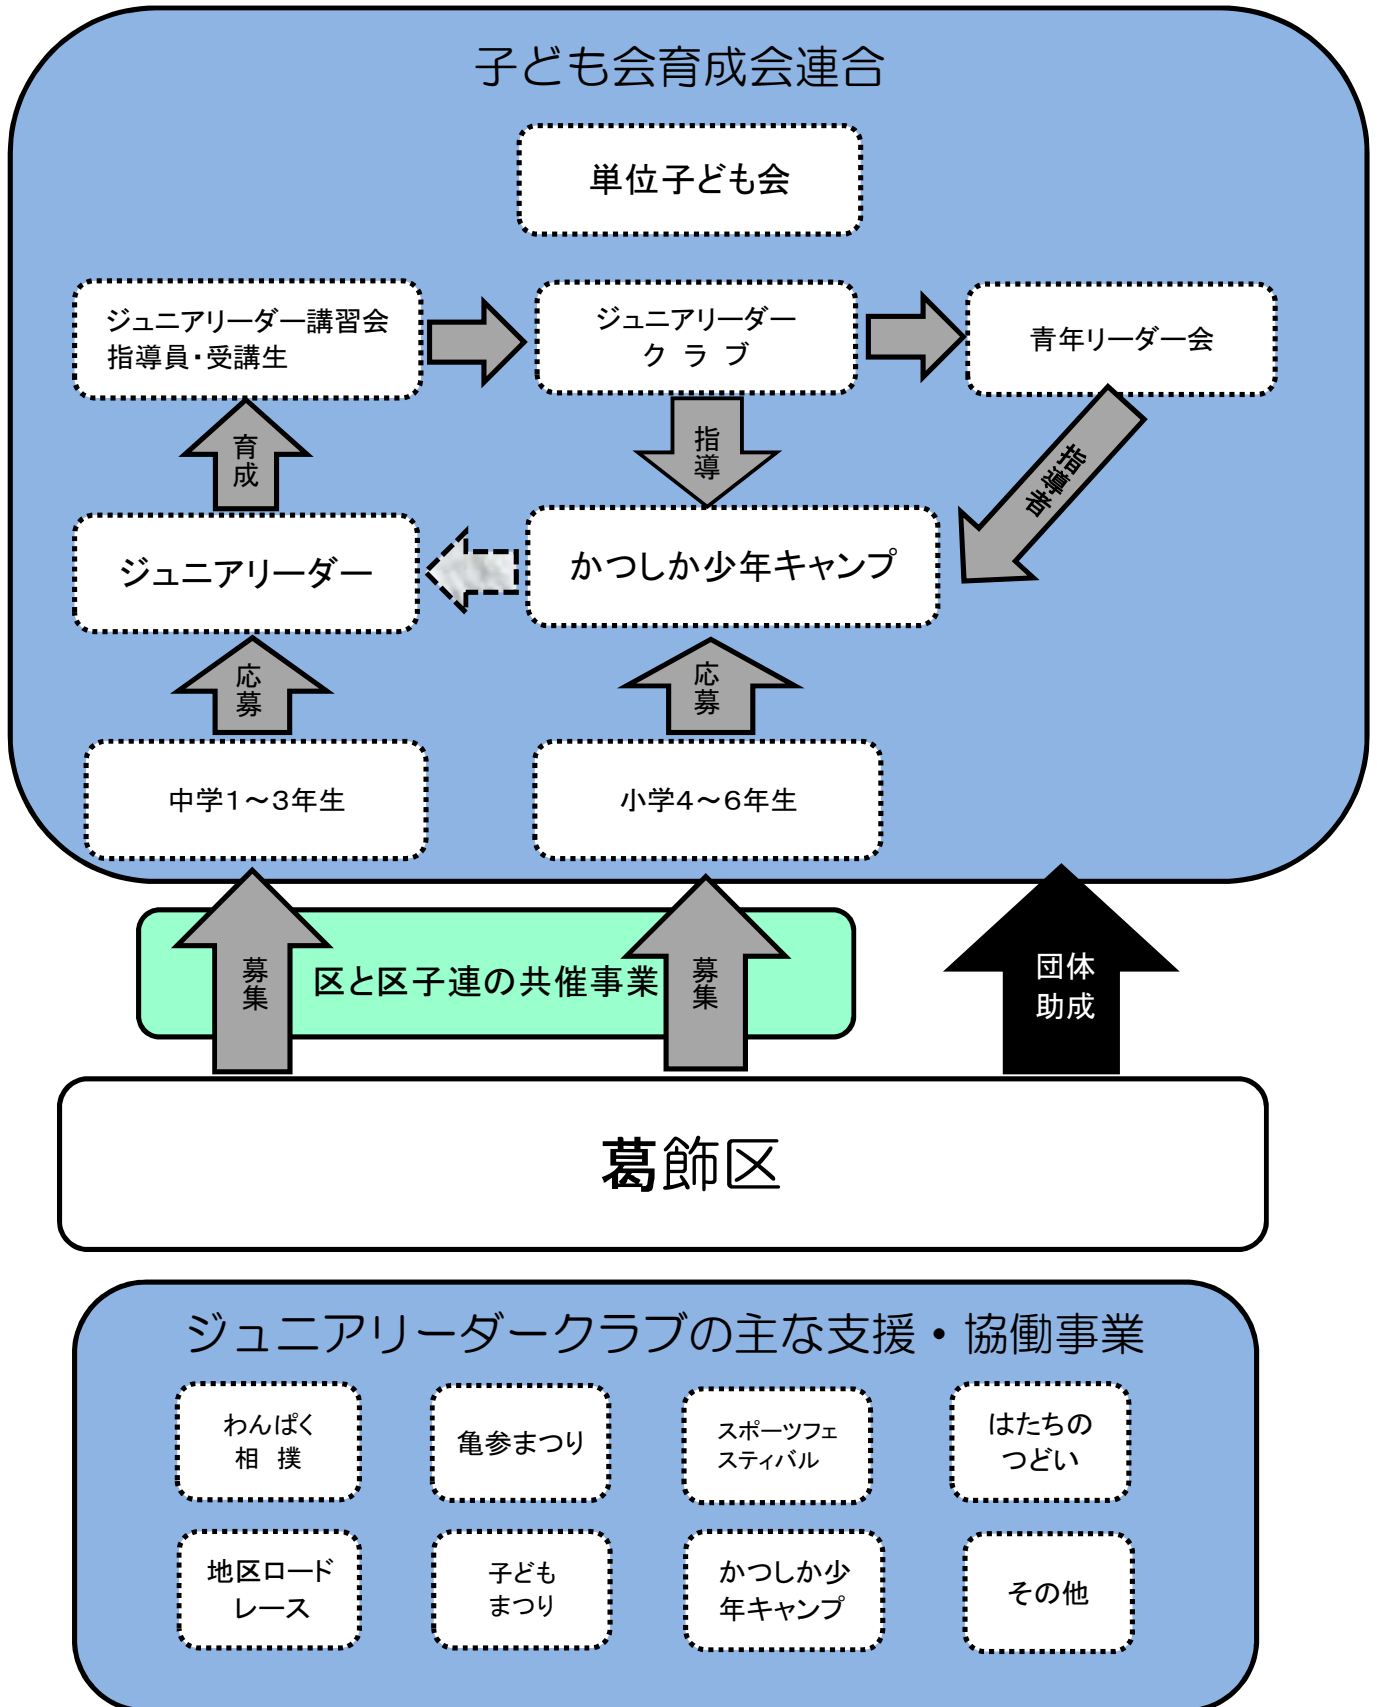 子ども会育成会連合
単位子ども会
ジュニアリーダー講習会
指導員・受講生
ジュニアリーダー
ク ラ ブ
青年リーダー会
育成
指導
指導者
ジュニアリーダー
かつしか少年キャンプ
応募
応募
中学1～3年生
小学4～6年生
募集
区と区子連の共催事業
募集
団体
助成
葛飾区
ジュニアリーダークラブの主な支援・協働事業
わんぱく
相 撲
亀参まつり
スポーツフェ
スティバル
はたちの
つどい
地区ロード
レース
子ども
まつり
かつしか少
年キャンプ
その他